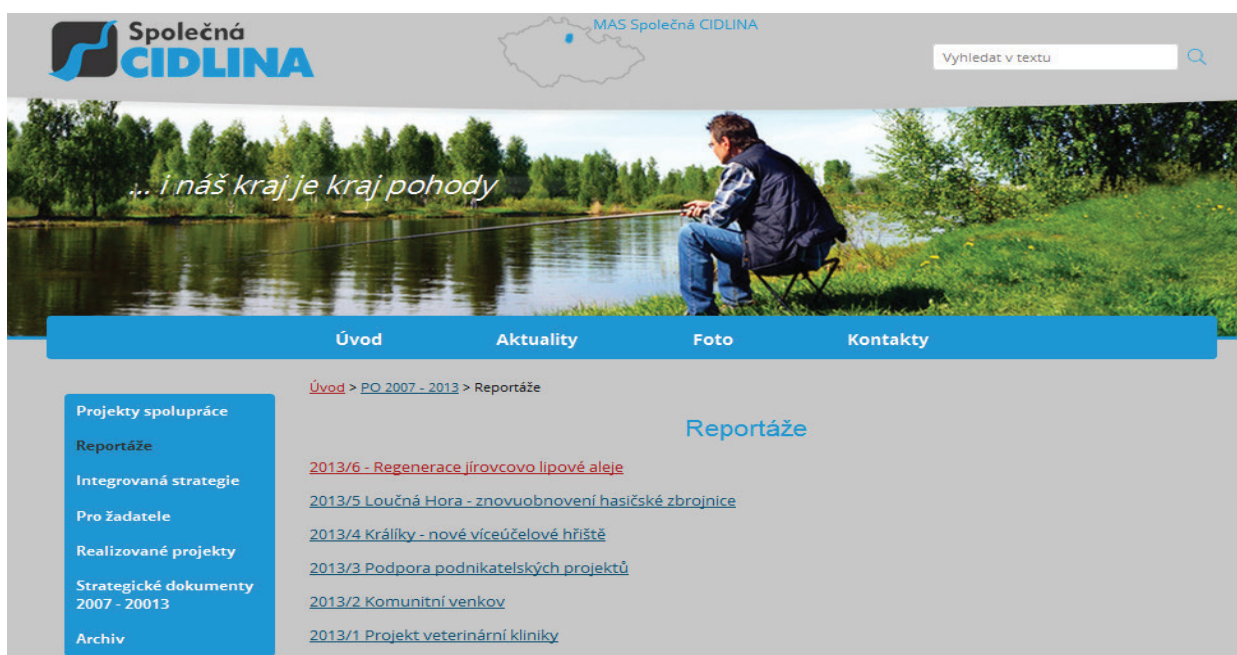 Společná
CIDLINA
MAS Společná CIDLINA
Vyhledat v textu
... i náš kraj je kraj pohody
Úvod Aktuality Foto Kontakty
Úvod > PO 2007 - 2013 > Reportáže
Projekty spolupráce
Reportáže
Integrovaná strategie
Pro žadatele
Realizované projekty
Strategické dokumenty
2007 - 20013
Archiv
Reportáže
2013/6 - Regenerace jírovcovo lipové aleje
2013/5 Loučná Hora - znovuobnovení hasičské zbrojnice
2013/4 Králíky - nové víceúčelové hřiště
2013/3 Podpora podnikatelských projektů
2013/2 Komunitní venkov
2013/1 Projekt veterinární kliniky